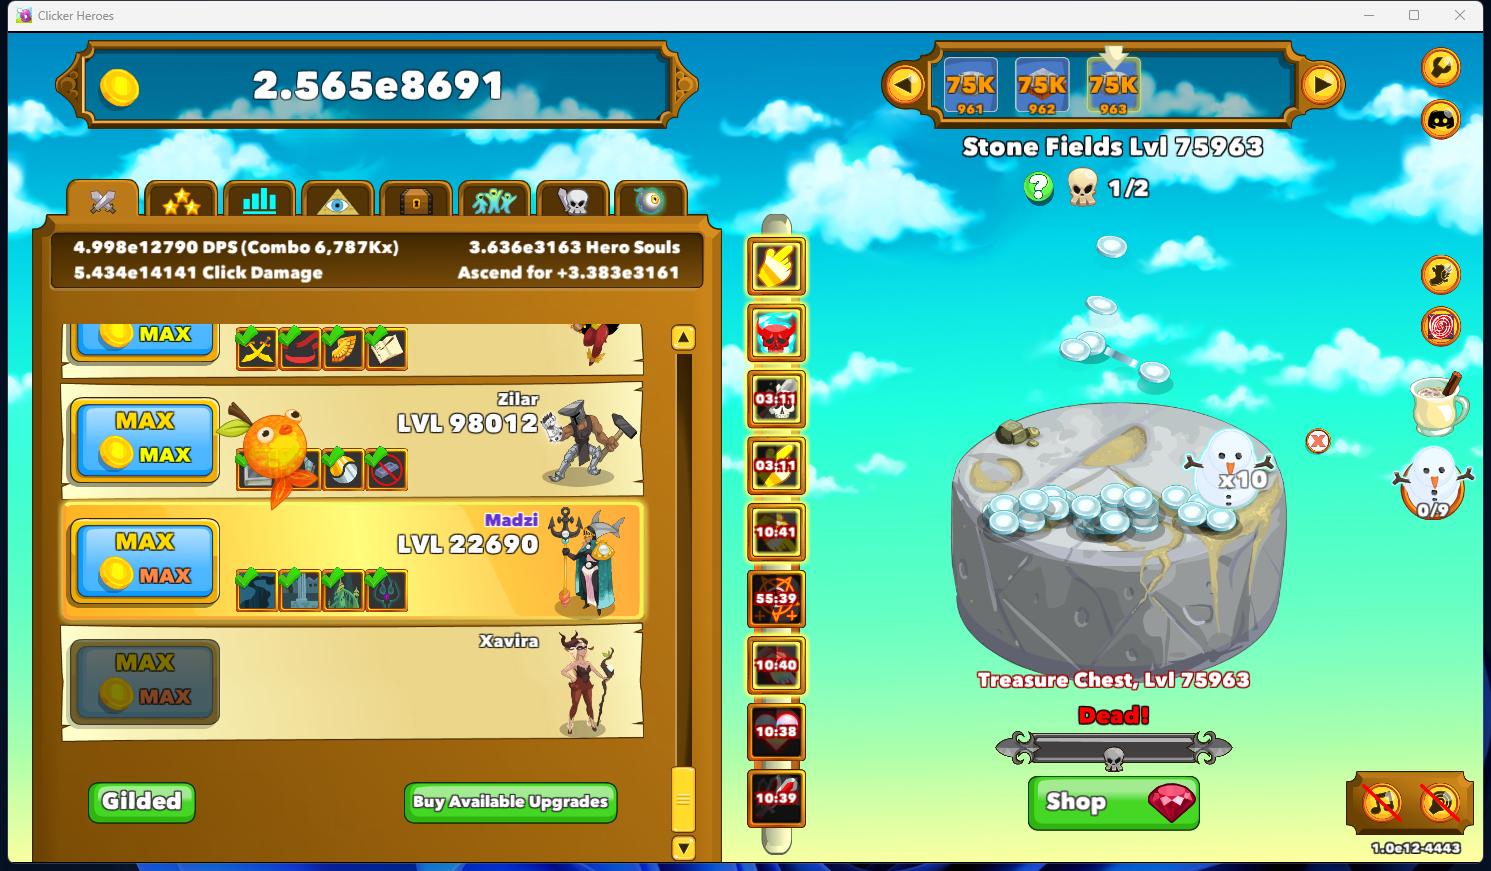 Clicker Heroes
2.565e8691
75K
961
75K
962
75K
963
Stone Fields Lvl 75963
1/2
4.998e12790 DPS (Combo 6,787Kx)
3.636e3163 Hero Souls
5.434e14141 Click Damage
Ascend for +3.383e3161
MAX
Zilar
MAX
LVL 98012
MAX
Madzi
MAX
LVL 22690
MAX
Xavira
MAX
MAX
Gilded
Buy Available Upgrades
03:11
03:11
10:41
55:39
10:40
10:38
10:39
x10
0/9
Treasure Chest, Lvl 75963
Dead!
Shop
1.0e12-4443